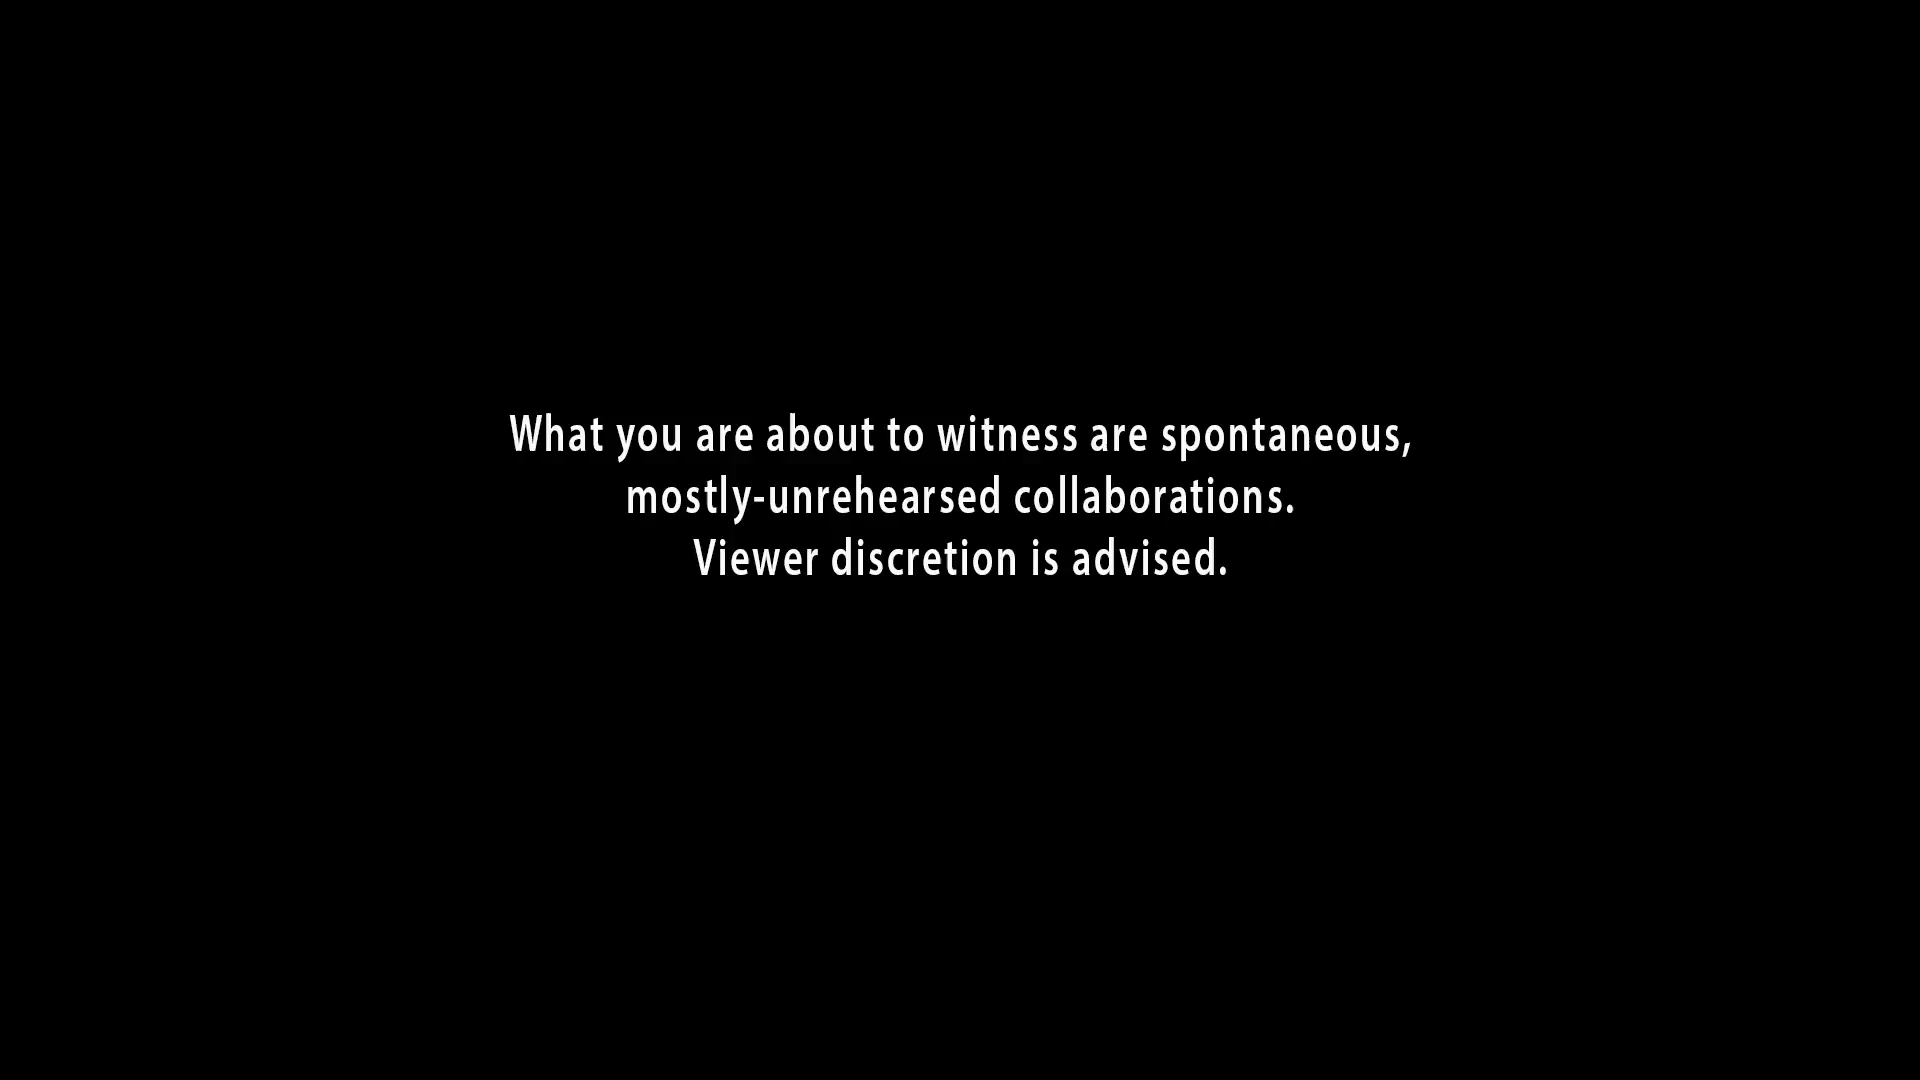 What you are about to witness are spontaneous,
mostly-unrehearsed collaborations.
Viewer discretion is advised.